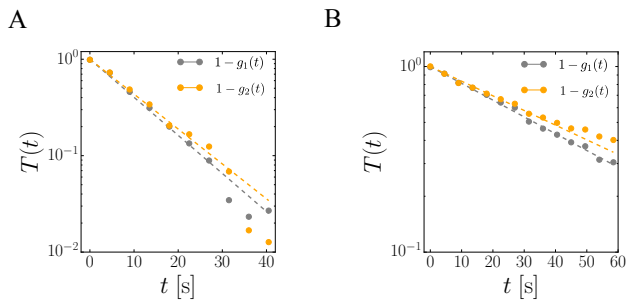 A
B
10^0
10^-1
10^-2
T(t)
1 − g_1(t)
1 − g_2(t)
0 10 20 30 40
t [s]
10^0
10^-1
T(t)
1 − g_1(t)
1 − g_2(t)
0 10 20 30 40 50 60
t [s]